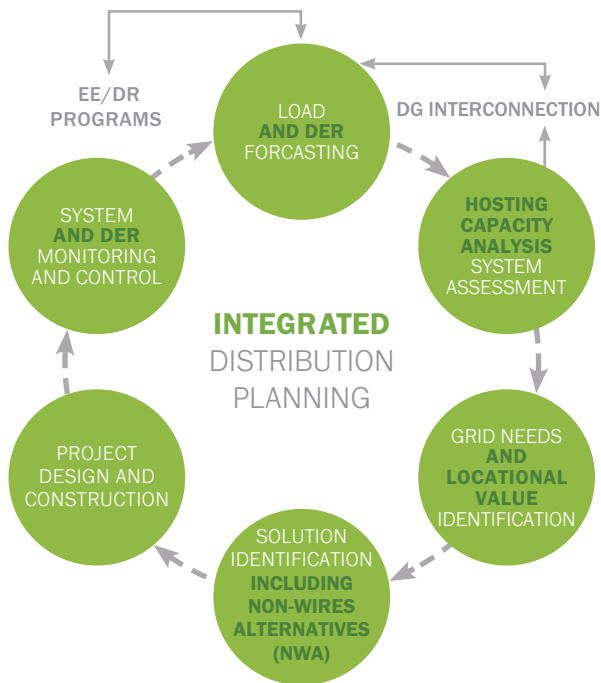 EE/DR
PROGRAMS
LOAD
AND DER
FORCASTING
DG INTERCONNECTION
SYSTEM
AND DER
MONITORING
AND CONTROL
HOSTING
CAPACITY
ANALYSIS
SYSTEM
ASSESSMENT
INTEGRATED
DISTRIBUTION
PLANNING
PROJECT
DESIGN AND
CONSTRUCTION
GRID NEEDS
AND
LOCATIONAL
VALUE
IDENTIFICATION
SOLUTION
IDENTIFICATION
INCLUDING
NON-WIRES
ALTERNATIVES
(NWA)